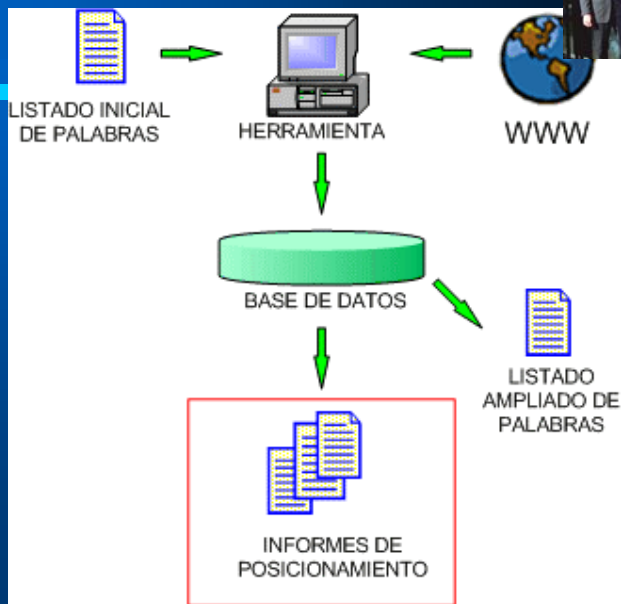 LISTADO INICIAL
DE PALABRAS
HERRAMIENTA
WWW
BASE DE DATOS
LISTADO
AMPLIADO DE
PALABRAS
INFORMES DE
POSICIONAMIENTO